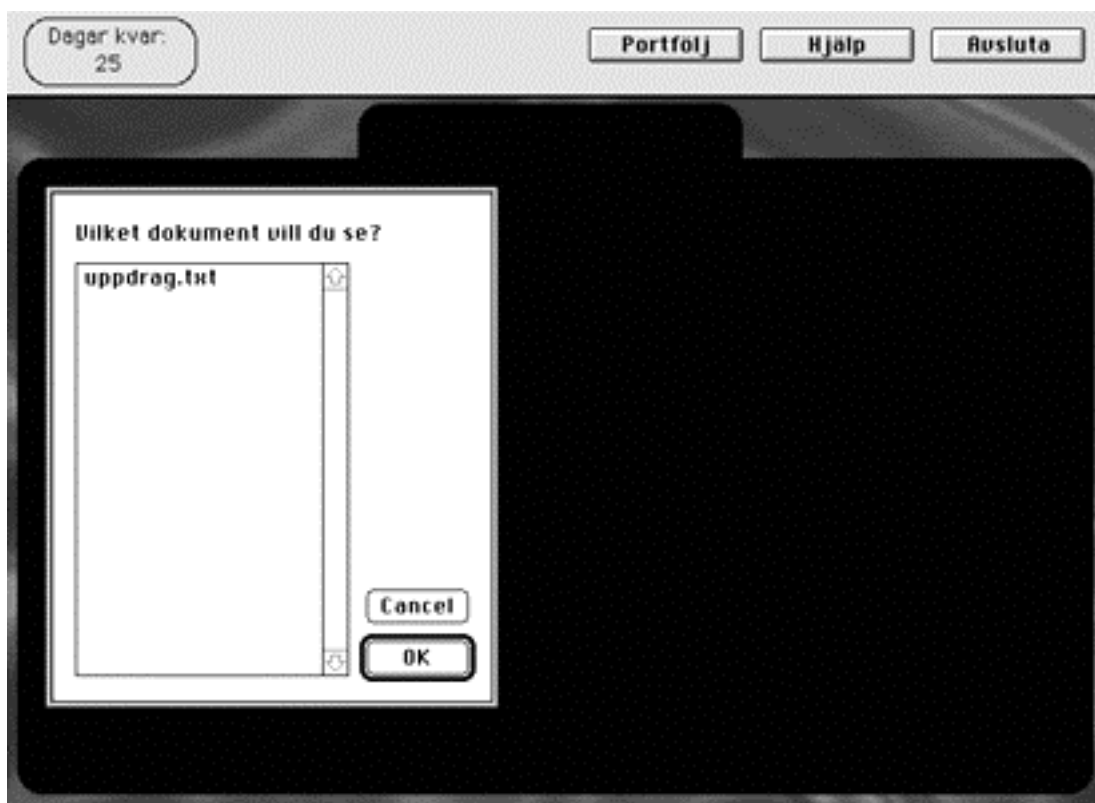 Dagar kvar:
25
Portfölj
Hjälp
Avsluta
Vilket dokument vill du se?
uppdrag.txt
Cancel
OK